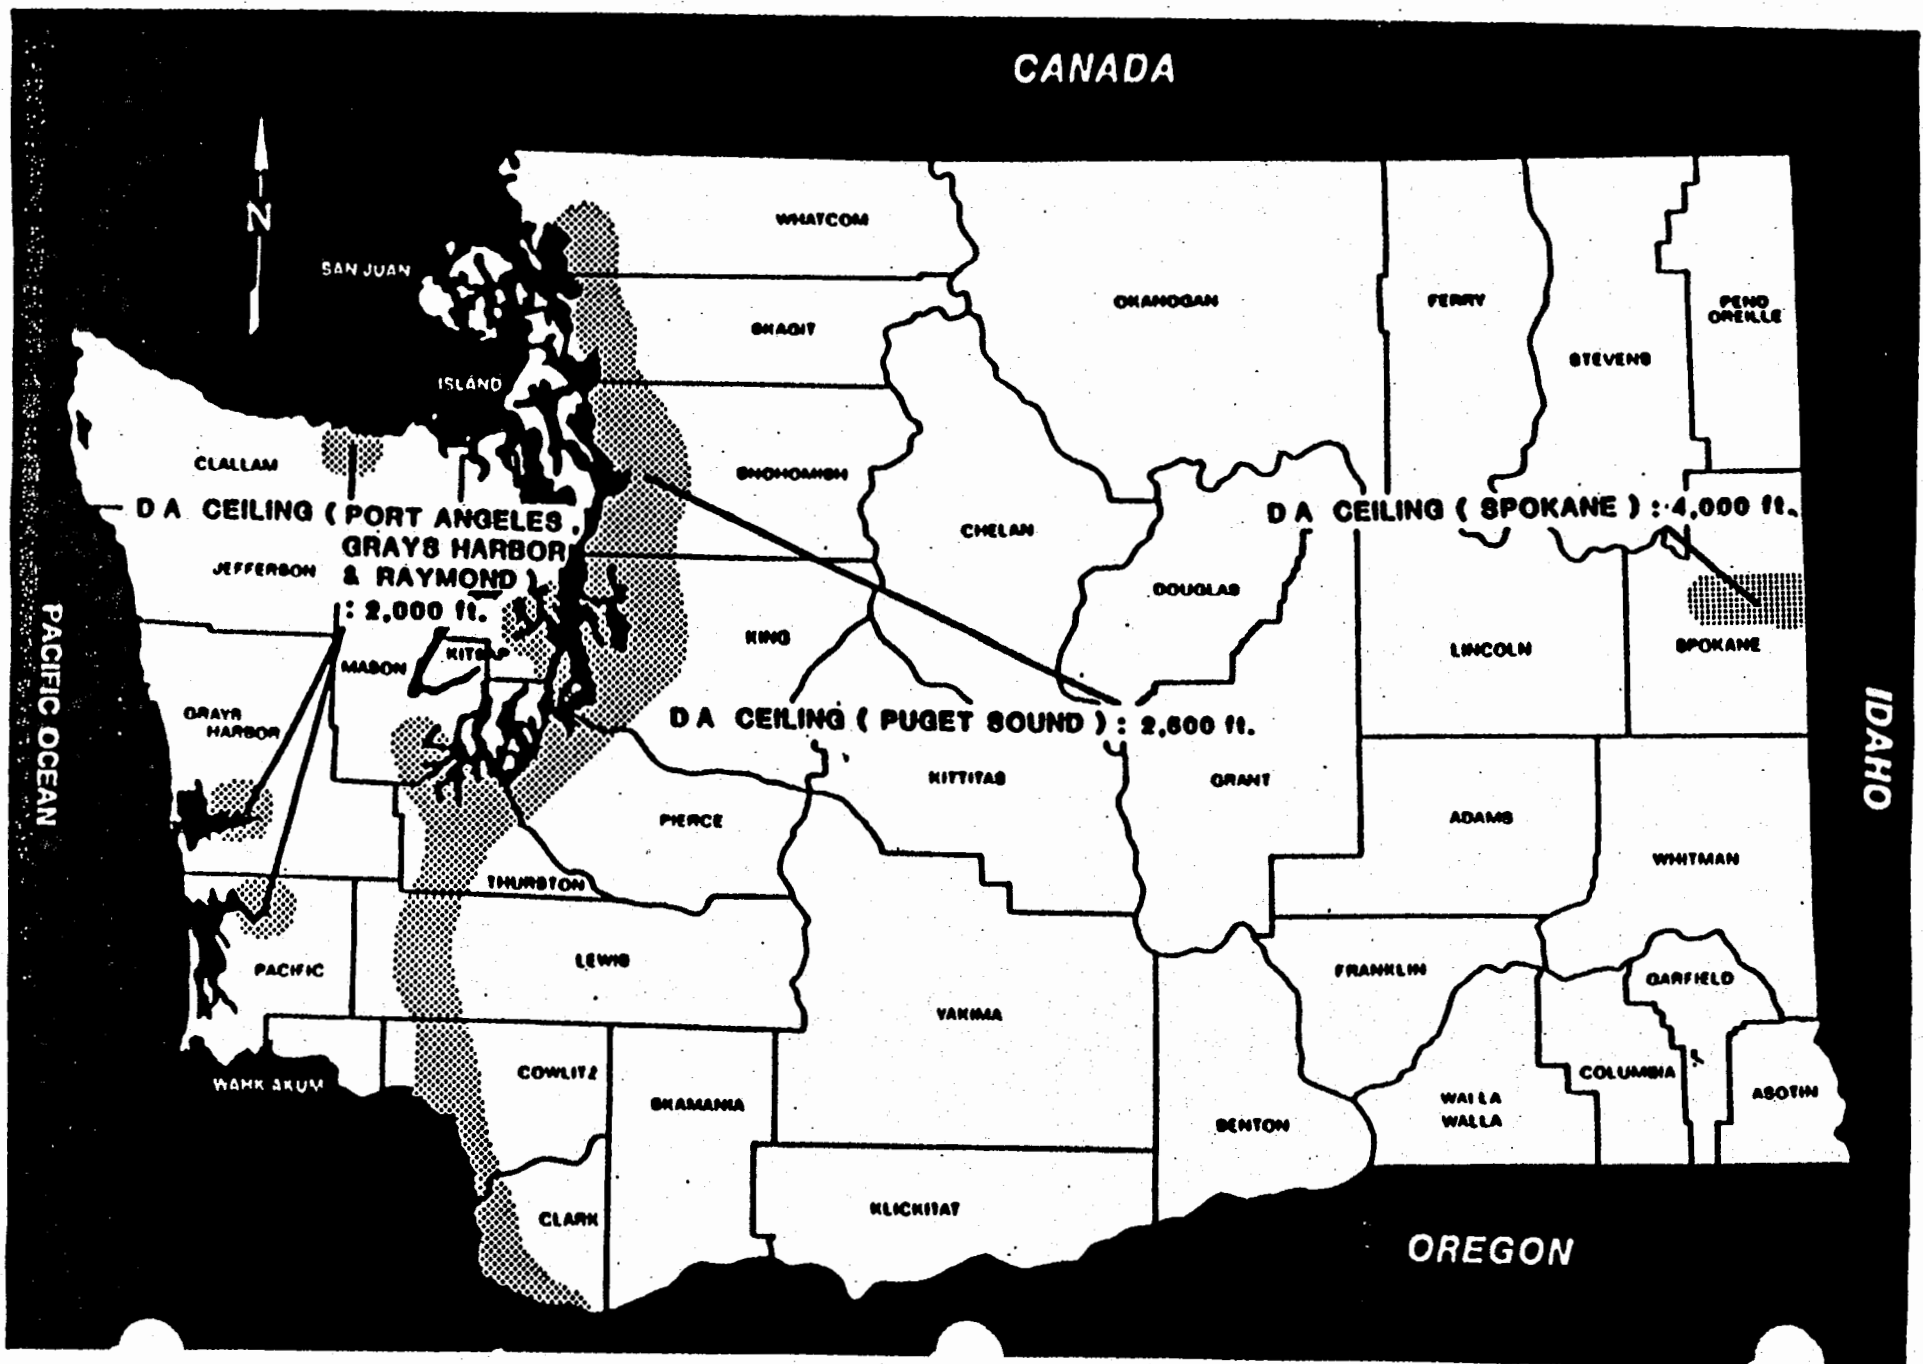 CANADA
N
WHATCOM
SAN JUAN
SKAGIT
OKANOGAN
FERRY
PEND
OREILLE
STEVENS
ISLAND
CLALLAM
SNOHOMISH
CHELAN
D A CEILING ( PORT ANGELES ,
GRAYS HARBOR
& RAYMOND )
: 2,000 ft.
D A CEILING ( SPOKANE ) : 4,000 ft.
JEFFERSON
DOUGLAS
KING
LINCOLN
SPOKANE
MASON
KITSAP
PACIFIC OCEAN
GRAYS
HARBOR
D A CEILING ( PUGET SOUND ) : 2,600 ft.
IDAHO
KITTITAS
GRANT
PIERCE
ADAMS
WHITMAN
THURSTON
PACIFIC
LEWIS
FRANKLIN
GARFIELD
YAKIMA
WAHKIAKUM
COWLITZ
SKAMANIA
COLUMBIA
ASOTIN
WALLA
WALLA
BENTON
CLARK
KLICKITAT
OREGON